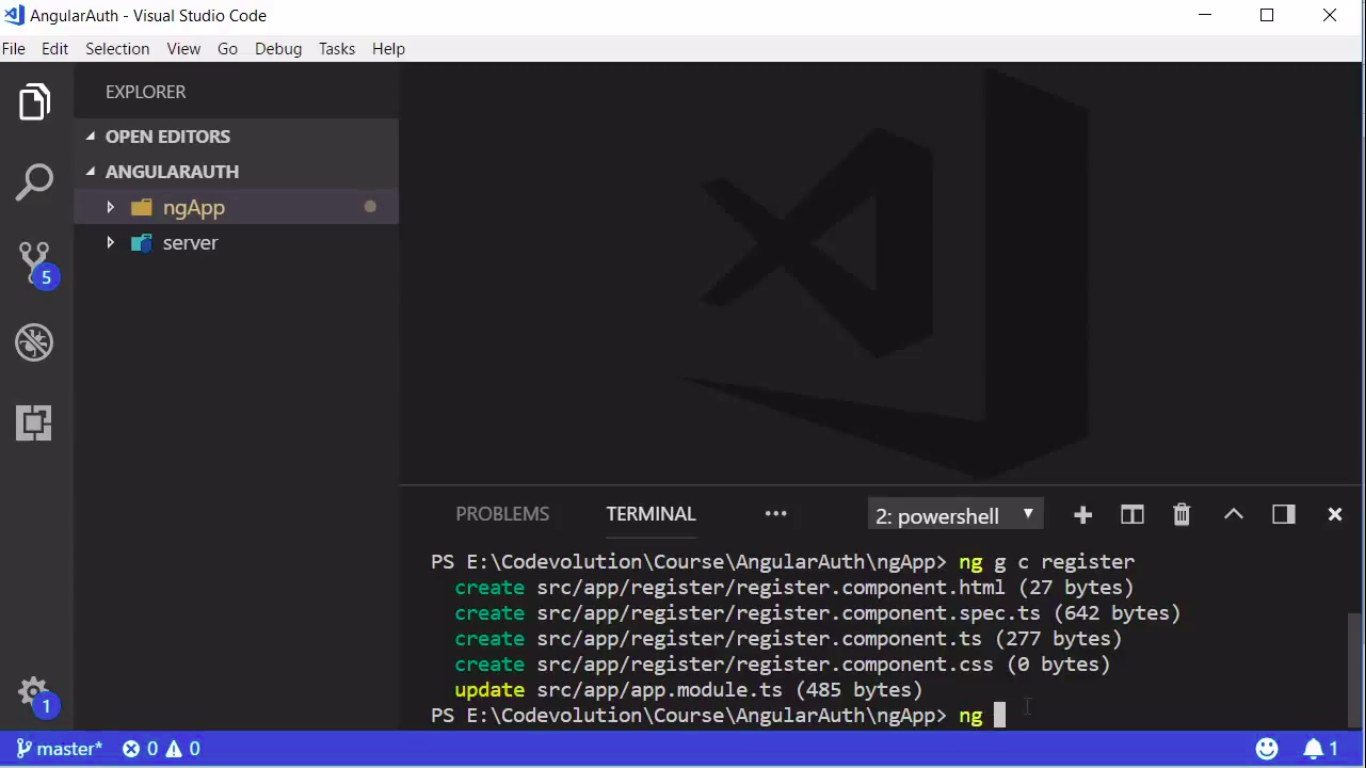 AngularAuth - Visual Studio Code
File Edit Selection View Go Debug Tasks Help
EXPLORER
OPEN EDITORS
ANGULARAUTH
ngApp
server
5
1
PROBLEMS TERMINAL ••• 2: powershell
PS E:\Codevolution\Course\AngularAuth\ngApp> ng g c register
create src/app/register/register.component.html (27 bytes)
create src/app/register/register.component.spec.ts (642 bytes)
create src/app/register/register.component.ts (277 bytes)
create src/app/register/register.component.css (0 bytes)
update src/app/app.module.ts (485 bytes)
PS E:\Codevolution\Course\AngularAuth\ngApp> ng
master* 0 0 1